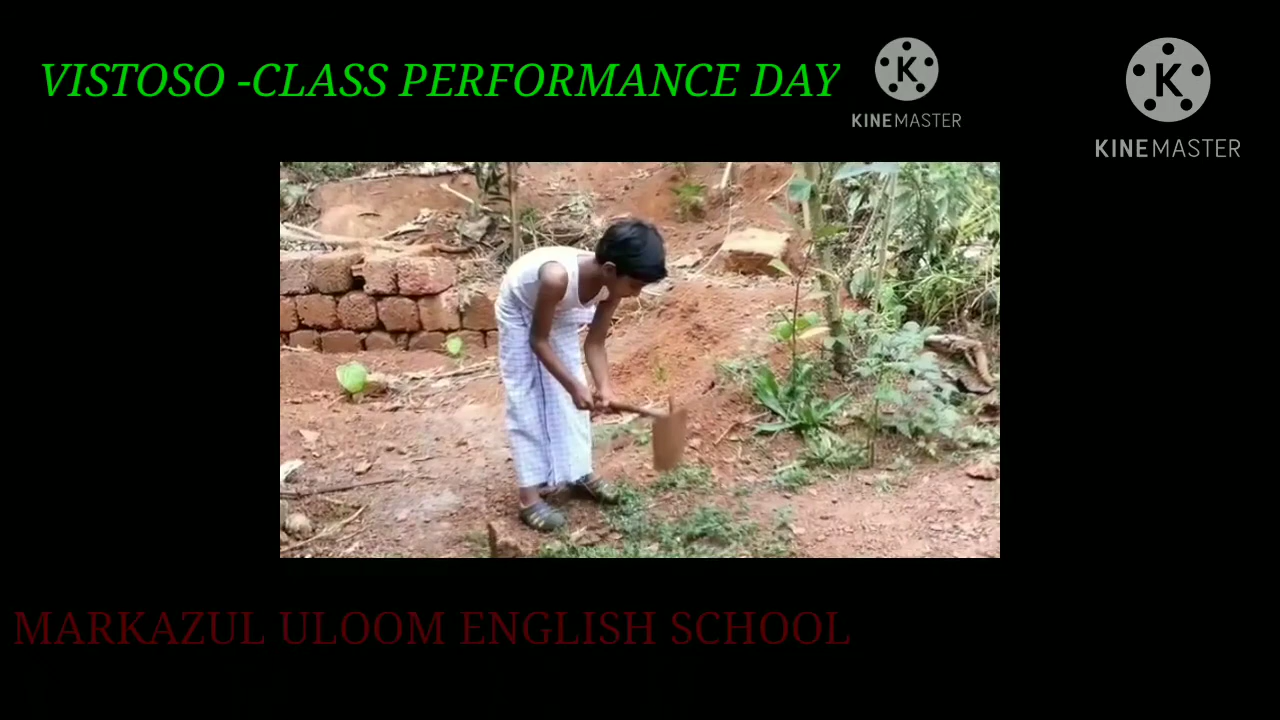 VISTOSO -CLASS PERFORMANCE DAY
K
KINEMASTER
K
KINEMASTER
MARKAZUL ULOOM ENGLISH SCHOOL